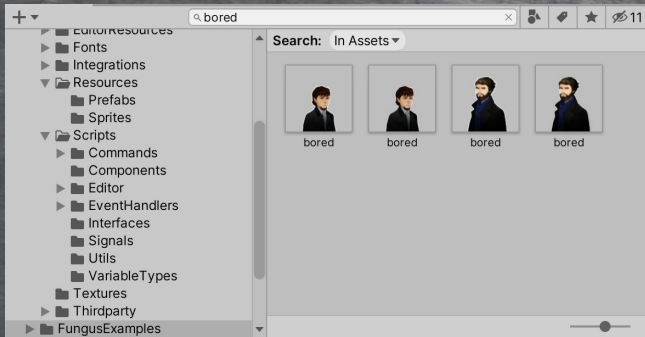 bored
11
EditorResources
Fonts
Integrations
Resources
Prefabs
Sprites
Scripts
Commands
Components
Editor
EventHandlers
Interfaces
Signals
Utils
VariableTypes
Textures
Thirdparty
FungusExamples
Search: In Assets
bored bored bored bored